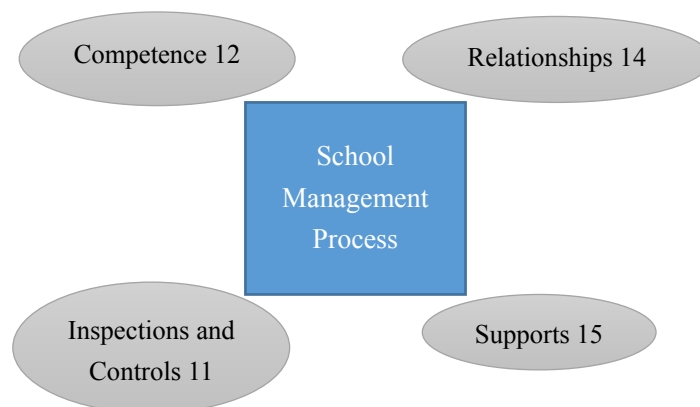 Competence 12
Relationships 14
School
Management
Process
Inspections and
Controls 11
Supports 15